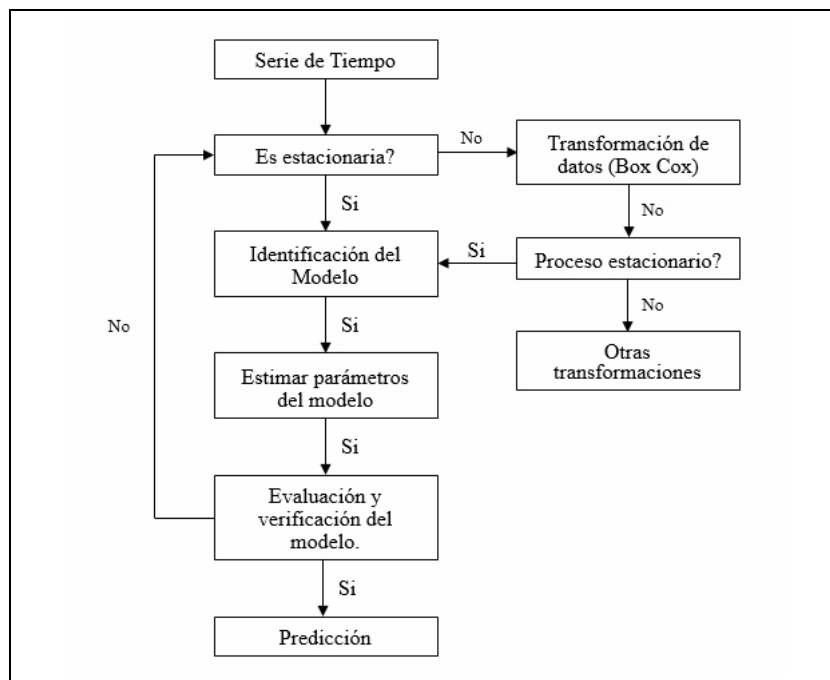 Serie de Tiempo
Es estacionaria?
No
Transformación de
datos (Box Cox)
Si
No
Identificación del
Modelo
Si
Proceso estacionario?
No
Si
No
Otras
transformaciones
Estimar parámetros
del modelo
Si
Evaluación y
verificación del
modelo.
Si
Predicción